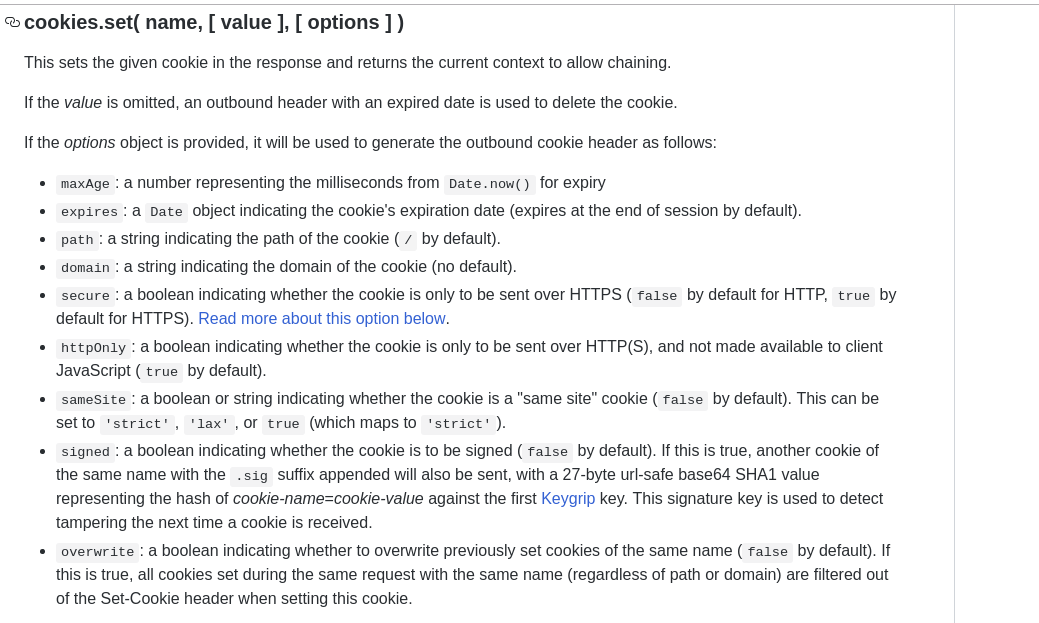 cookies.set( name, [ value ], [ options ] )
This sets the given cookie in the response and returns the current context to allow chaining.
If the value is omitted, an outbound header with an expired date is used to delete the cookie.
If the options object is provided, it will be used to generate the outbound cookie header as follows:
• maxAge: a number representing the milliseconds from Date.now() for expiry
• expires: a Date object indicating the cookie's expiration date (expires at the end of session by default).
• path: a string indicating the path of the cookie (/ by default).
• domain: a string indicating the domain of the cookie (no default).
• secure: a boolean indicating whether the cookie is only to be sent over HTTPS (false by default for HTTP, true by
default for HTTPS). Read more about this option below.
• httpOnly: a boolean indicating whether the cookie is only to be sent over HTTP(S), and not made available to client
JavaScript (true by default).
• sameSite: a boolean or string indicating whether the cookie is a "same site" cookie (false by default). This can be
set to 'strict', 'lax', or true (which maps to 'strict').
• signed: a boolean indicating whether the cookie is to be signed (false by default). If this is true, another cookie of
the same name with the .sig suffix appended will also be sent, with a 27-byte url-safe base64 SHA1 value
representing the hash of cookie-name=cookie-value against the first Keygrip key. This signature key is used to detect
tampering the next time a cookie is received.
• overwrite: a boolean indicating whether to overwrite previously set cookies of the same name (false by default). If
this is true, all cookies set during the same request with the same name (regardless of path or domain) are filtered out
of the Set-Cookie header when setting this cookie.